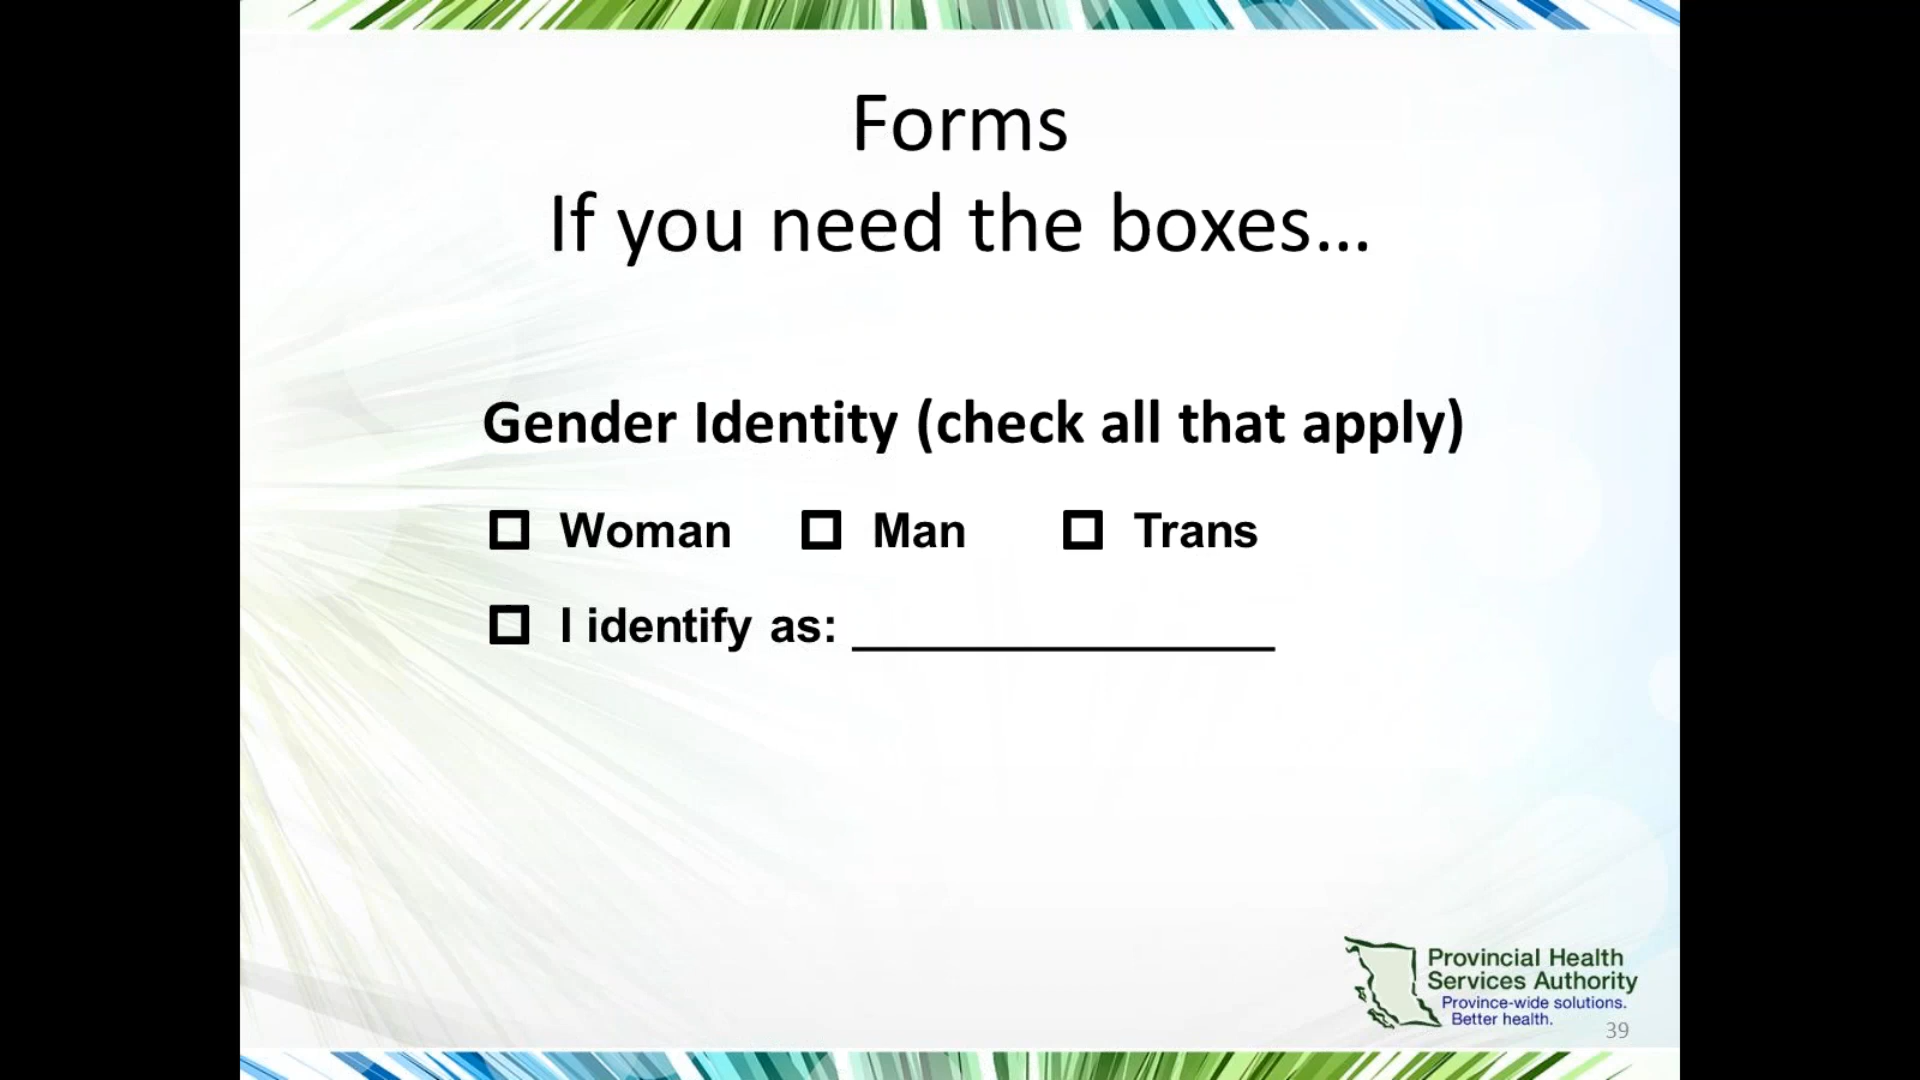 Forms
If you need the boxes...
Gender Identity (check all that apply)
Woman Man Trans
I identify as: __________________
Provincial Health
Services Authority
Province-wide solutions.
Better health.
39